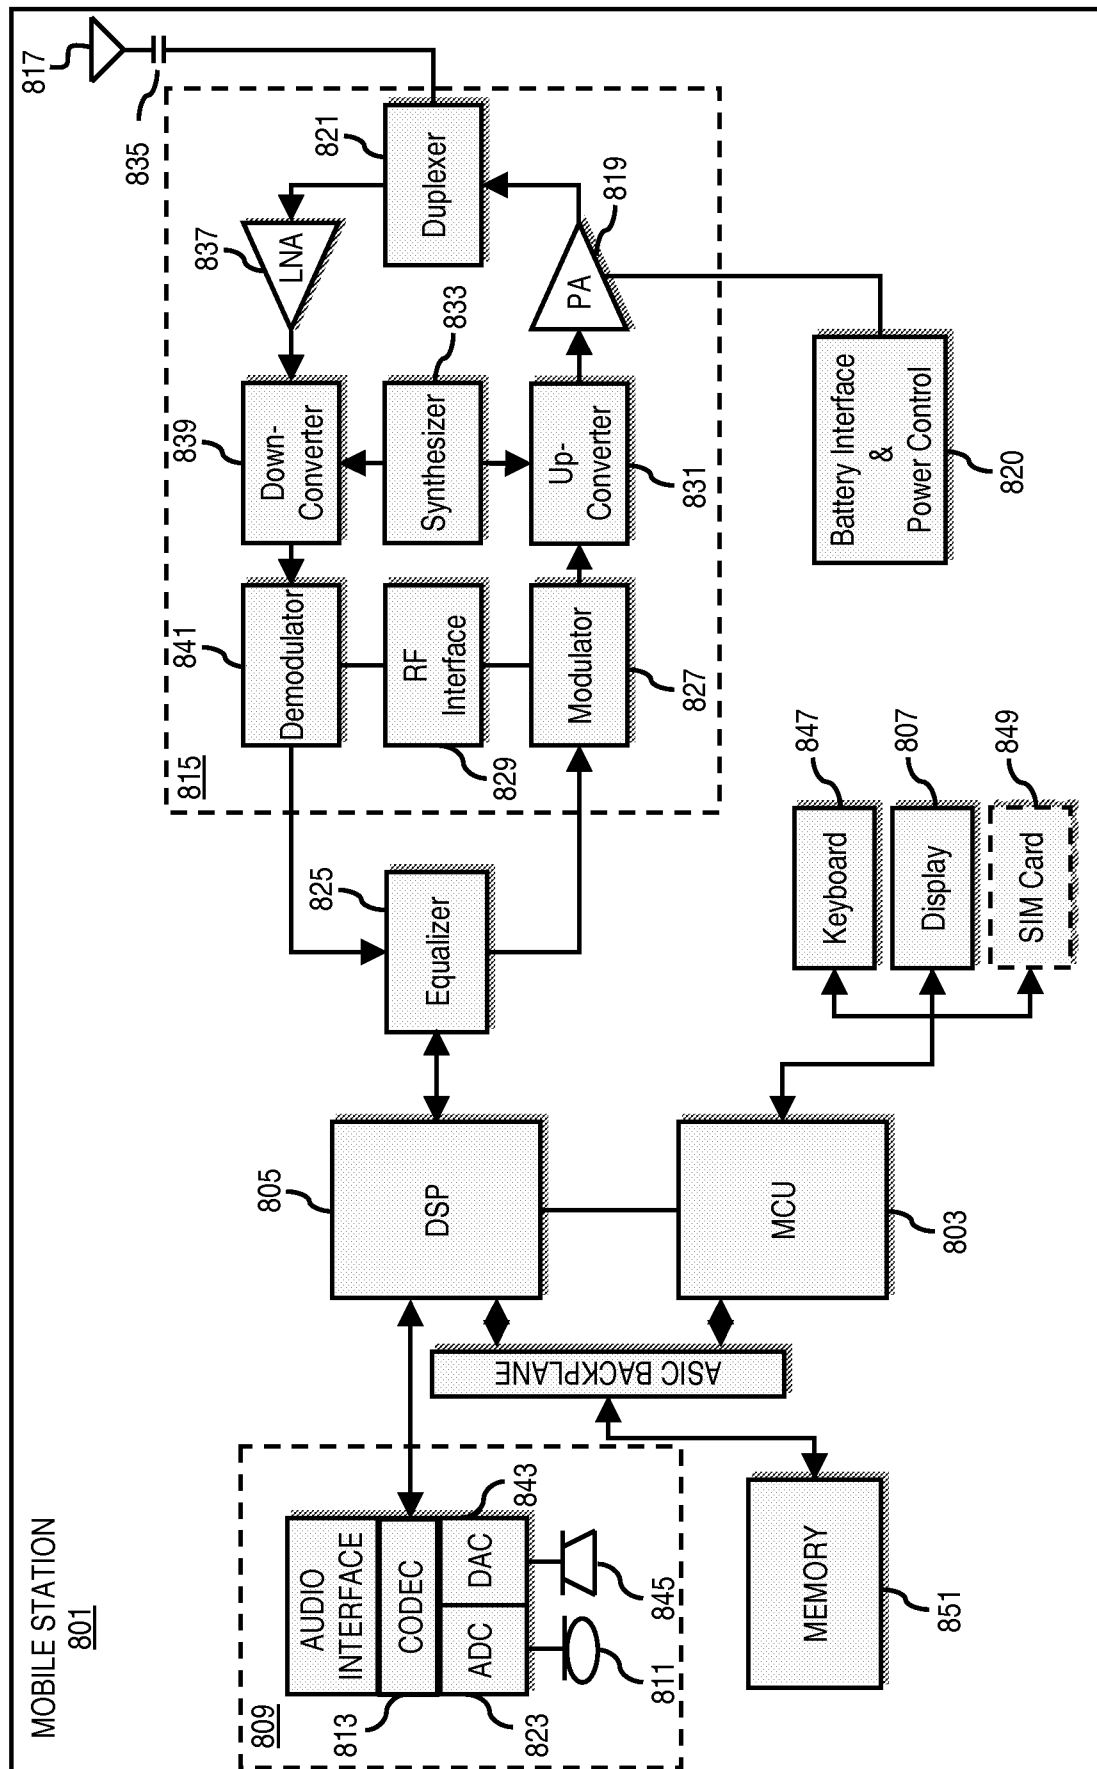 MOBILE STATION
801
809
AUDIO
INTERFACE
CODEC
ADC
DAC
813
823
843
811
845
MEMORY
851
ASIC BACKPLANE
DSP
805
MCU
803
Equalizer
825
Keyboard
847
Display
807
SIM Card
849
815
Demodulator
841
RF
Interface
829
Modulator
827
Down-
Converter
839
Synthesizer
833
Up-
Converter
831
LNA
837
PA
819
Duplexer
821
835
817
Battery Interface
&
Power Control
820